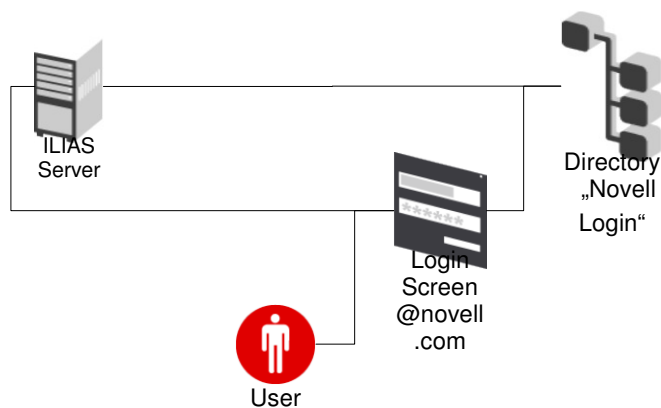 ILIAS
Server
Directory
„Novell
Login“
******
Login
Screen
@novell
.com
User